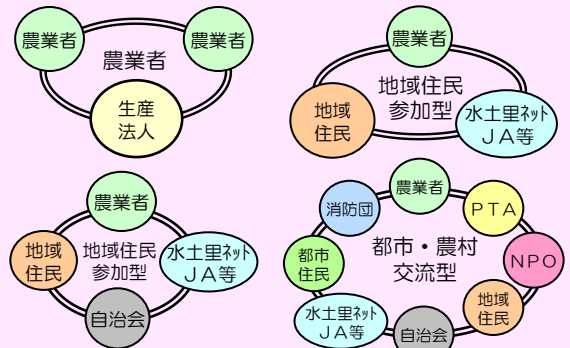 農業者
農業者
農業者
生産
法人
農業者
地域住民
参加型
地域
住民
水土里ネット
ＪＡ等
農業者
地域
住民
地域住民
参加型
水土里ネット
ＪＡ等
自治会
農業者
消防団
ＰＴＡ
都市
住民
都市・農村
交流型
ＮＰＯ
水土里ネット
ＪＡ等
自治会
地域
住民